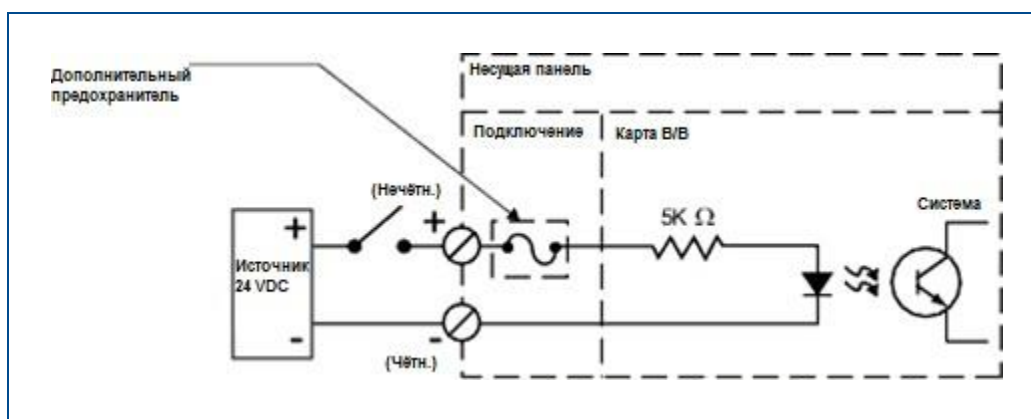 Дополнительный
предохранитель
Несущая панель
Подключение
Карта В/В
(Нечётн.)
+
+
5K Ω
Система
Источник
24 VDC
-
-
(Чётн.)